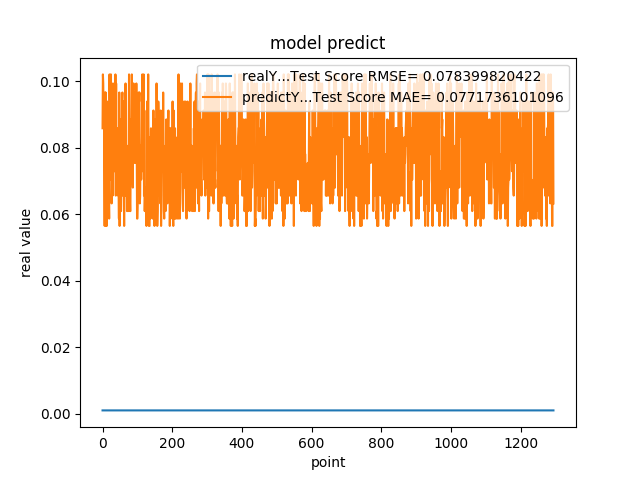 model predict
realY...Test Score RMSE= 0.078399820422
predictY...Test Score MAE= 0.0771736101096
0.10
0.08
0.06
0.04
0.02
0.00
real value
0 200 400 600 800 1000 1200
point